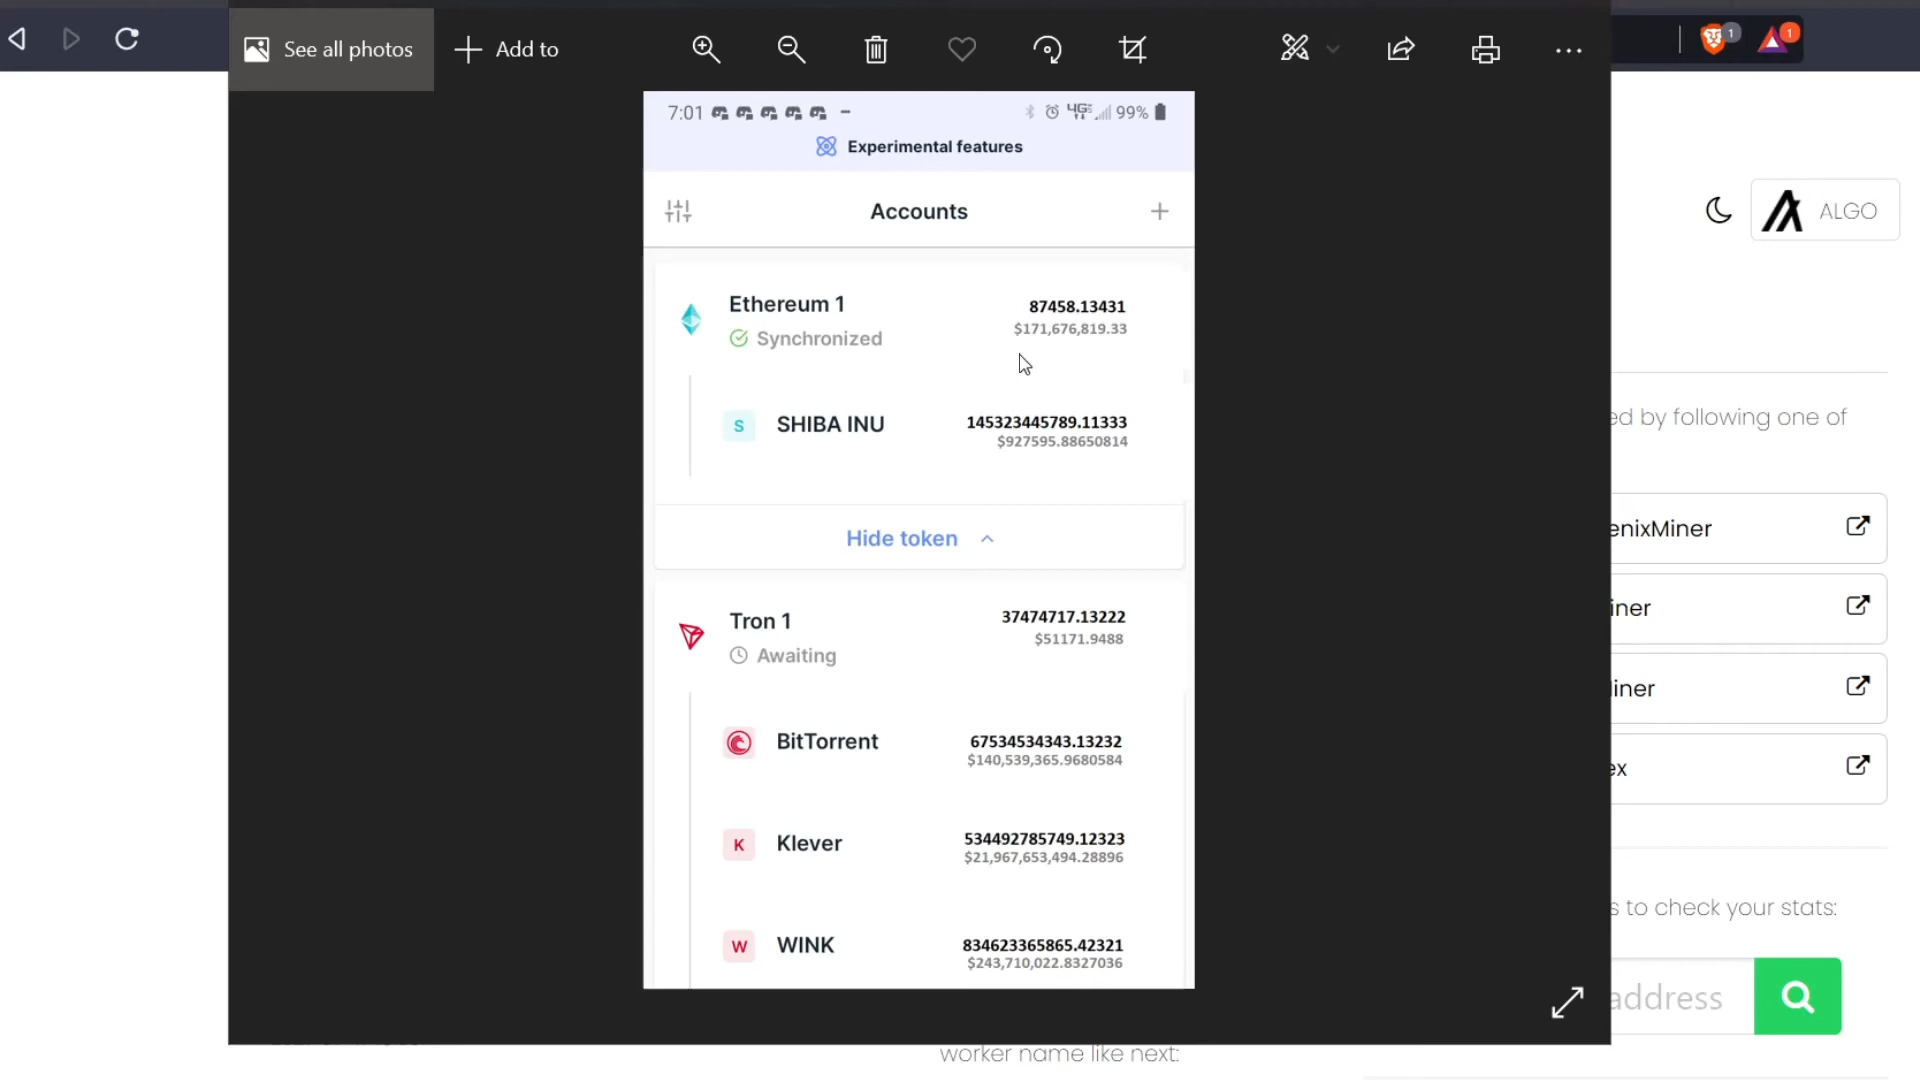 See all photos
Add to
1
1
7:01
4G
99%
Experimental features
Accounts
Ethereum 1
87458.13431
Synchronized
$171,676,819.33
S
SHIBA INU
145323445789.11333
$927595.88650814
Hide token
Tron 1
37474717.13222
Awaiting
$51171.9488
BitTorrent
67534534343.13232
$140,539,365.9680584
K
Klever
534492785749.12323
$21,967,653,494.28896
W
WINK
834623365865.42321
$243,710,022.8327036
ALGO
ed by following one of
enixMiner
iner
iner
ex
s to check your stats:
address
worker name like next: